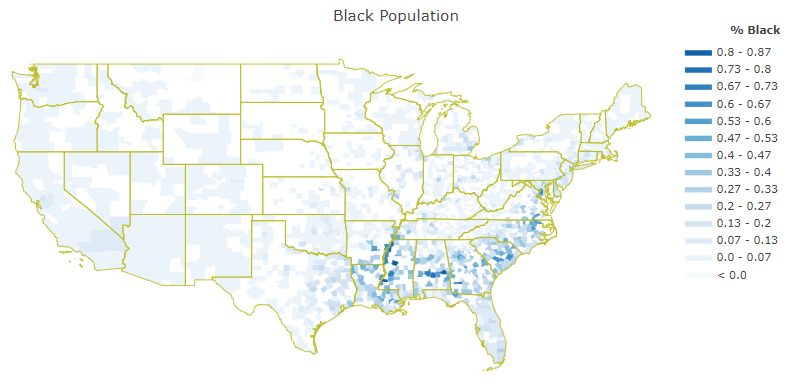 Black Population
% Black
0.8 - 0.87
0.73 - 0.8
0.67 - 0.73
0.6 - 0.67
0.53 - 0.6
0.47 - 0.53
0.4 - 0.47
0.33 - 0.4
0.27 - 0.33
0.2 - 0.27
0.13 - 0.2
0.07 - 0.13
0.0 - 0.07
< 0.0